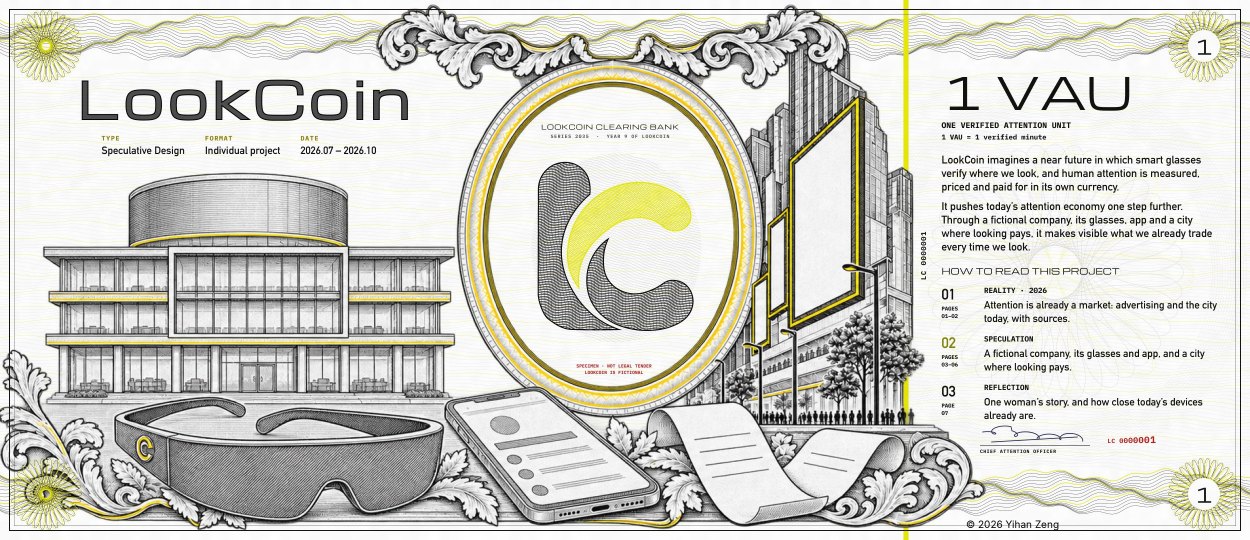 LookCoin
TYPE
Speculative Design
FORMAT
Individual project
DATE
2026.07 – 2026.10
LOOKCOIN CLEARING BANK
SERIES 2035 · YEAR 9 OF LOOKCOIN
SPECIMEN · NOT LEGAL TENDER
LOOKCOIN IS FICTIONAL
LC 0000001
1
1 VAU
ONE VERIFIED ATTENTION UNIT
1 VAU = 1 verified minute
LookCoin imagines a near future in which smart glasses
verify where we look, and human attention is measured,
priced and paid for in its own currency.
It pushes today's attention economy one step further.
Through a fictional company, its glasses, app and a city
where looking pays, it makes visible what we already trade
every time we look.
HOW TO READ THIS PROJECT
01
PAGES
01–02
REALITY · 2026
Attention is already a market: advertising and the city
today, with sources.
02
PAGES
03–06
SPECULATION
A fictional company, its glasses and app, and a city
where looking pays.
03
PAGE
07
REFLECTION
One woman's story, and how close today's devices
already are.
CHIEF ATTENTION OFFICER
LC 0000001
1
© 2026 Yihan Zeng